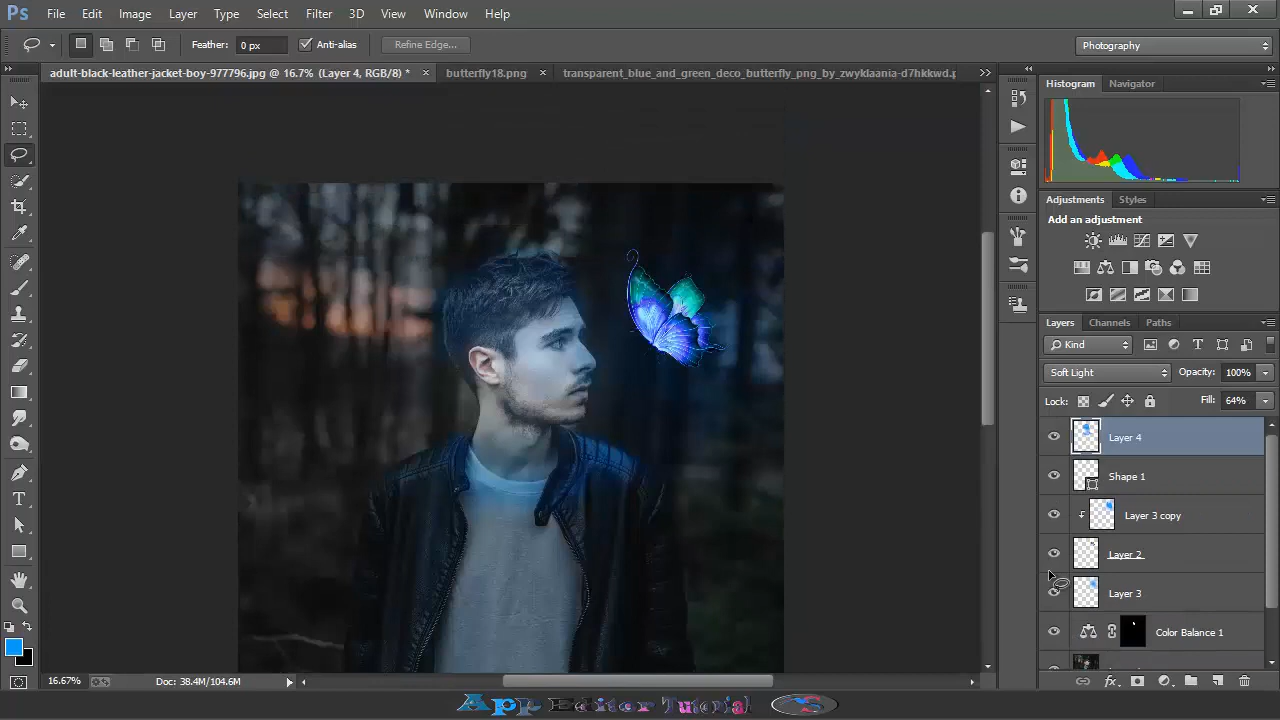 Ps File Edit Image Layer Type Select Filter 3D View Window Help
Feather: 0 px Anti-alias Refine Edge... Photography
adult-black-leather-jacket-boy-977796.jpg @ 16.7% (Layer 4, RGB/8) * × butterfly18.png × transparent_blue_and_green_deco_butterfly_png_by_zwyklaania-d7hkkwd.p
Histogram Navigator
Adjustments Styles
Add an adjustment
Layers Channels Paths
Kind
Soft Light Opacity: 100%
Lock: Fill: 64%
Layer 4
Shape 1
Layer 3 copy
Layer 2
Layer 3
Color Balance 1
16.67% Doc: 38.4M/104.6M
App Editor Tutorial